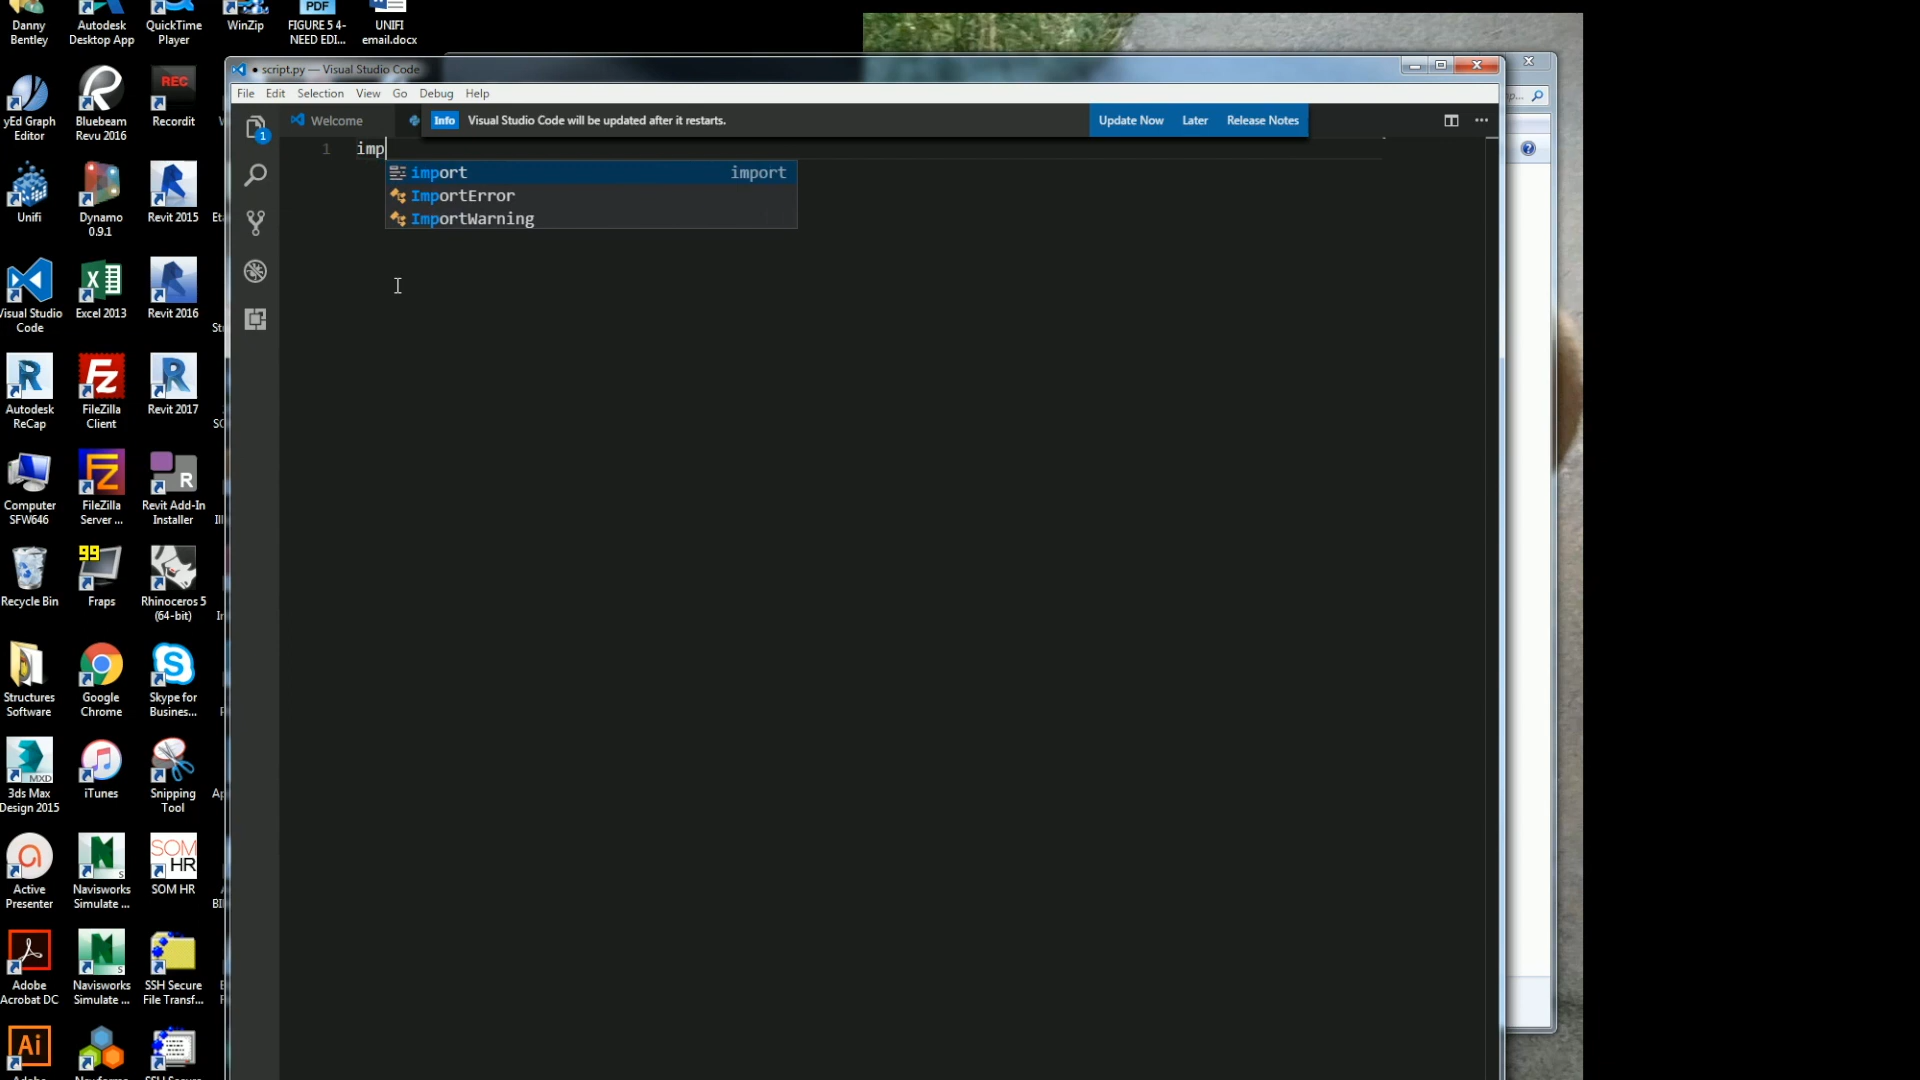 Danny
Bentley
Autodesk
Desktop App
QuickTime
Player
WinZip
PDF
FIGURE 5 4-
NEED EDI...
UNIFI
email.docx
script.py — Visual Studio Code
File Edit Selection View Go Debug Help
Welcome
Info Visual Studio Code will be updated after it restarts.
Update Now Later Release Notes
1
1 imp
import import
ImportError
ImportWarning
yEd Graph
Editor
Bluebeam
Revu 2016
REC
Recordit
Unifi
Dynamo
0.9.1
Revit 2015
Visual Studio
Code
Excel 2013
Revit 2016
Autodesk
ReCap
FileZilla
Client
Revit 2017
Computer
SFW646
FileZilla
Server ...
Revit Add-In
Installer
Recycle Bin
99
Fraps
Rhinoceros 5
(64-bit)
Structures
Software
Google
Chrome
Skype for
Busines...
MXD
3ds Max
Design 2015
iTunes
Snipping
Tool
Active
Presenter
Navisworks
Simulate ...
SOM
HR
SOM HR
Adobe
Acrobat DC
Navisworks
Simulate ...
SSH Secure
File Transf...
Ai